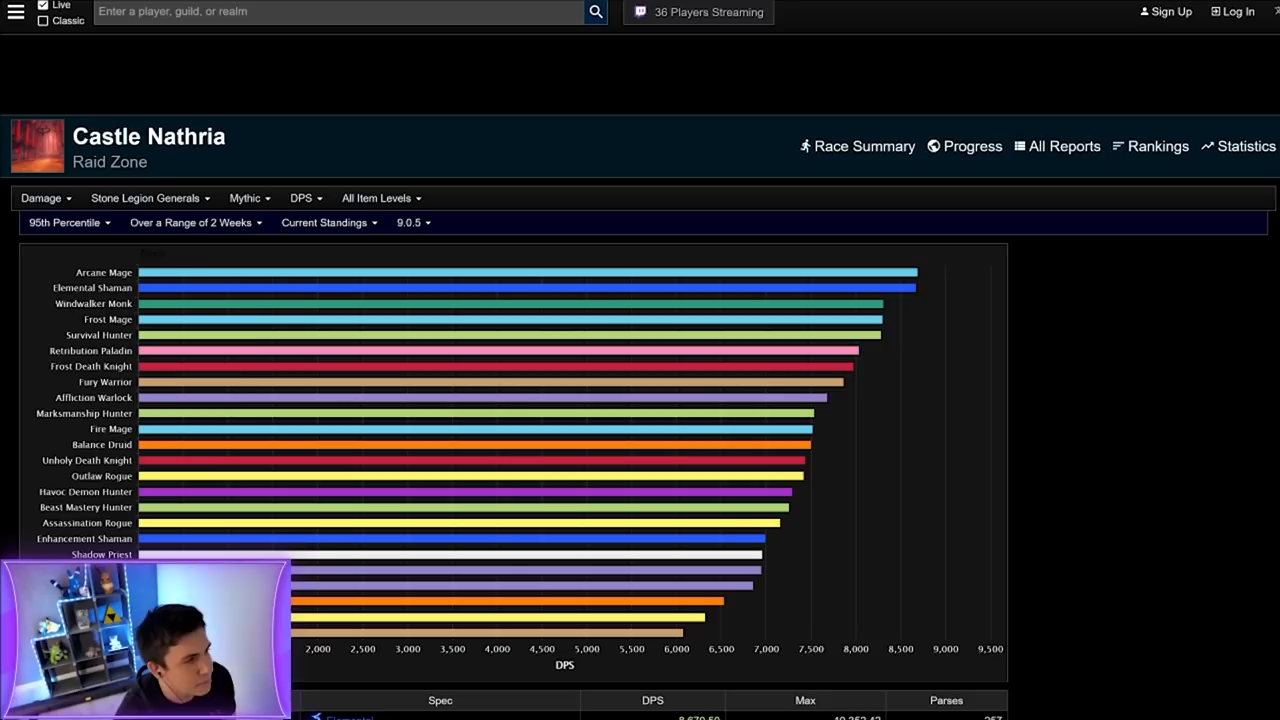 Live
Classic
Enter a player, guild, or realm
36 Players Streaming
Sign Up
Log In
Castle Nathria
Raid Zone
Race Summary
Progress
All Reports
Rankings
Statistics
Damage
Stone Legion Generals
Mythic
DPS
All Item Levels
95th Percentile
Over a Range of 2 Weeks
Current Standings
9.0.5
Arcane Mage
Elemental Shaman
Windwalker Monk
Frost Mage
Survival Hunter
Retribution Paladin
Frost Death Knight
Fury Warrior
Affliction Warlock
Marksmanship Hunter
Fire Mage
Balance Druid
Unholy Death Knight
Outlaw Rogue
Havoc Demon Hunter
Beast Mastery Hunter
Assassination Rogue
Enhancement Shaman
Shadow Priest
2,000 2,500 3,000 3,500 4,000 4,500 5,000 5,500 6,000 6,500 7,000 7,500 8,000 8,500 9,000 9,500
DPS
Spec DPS Max Parses